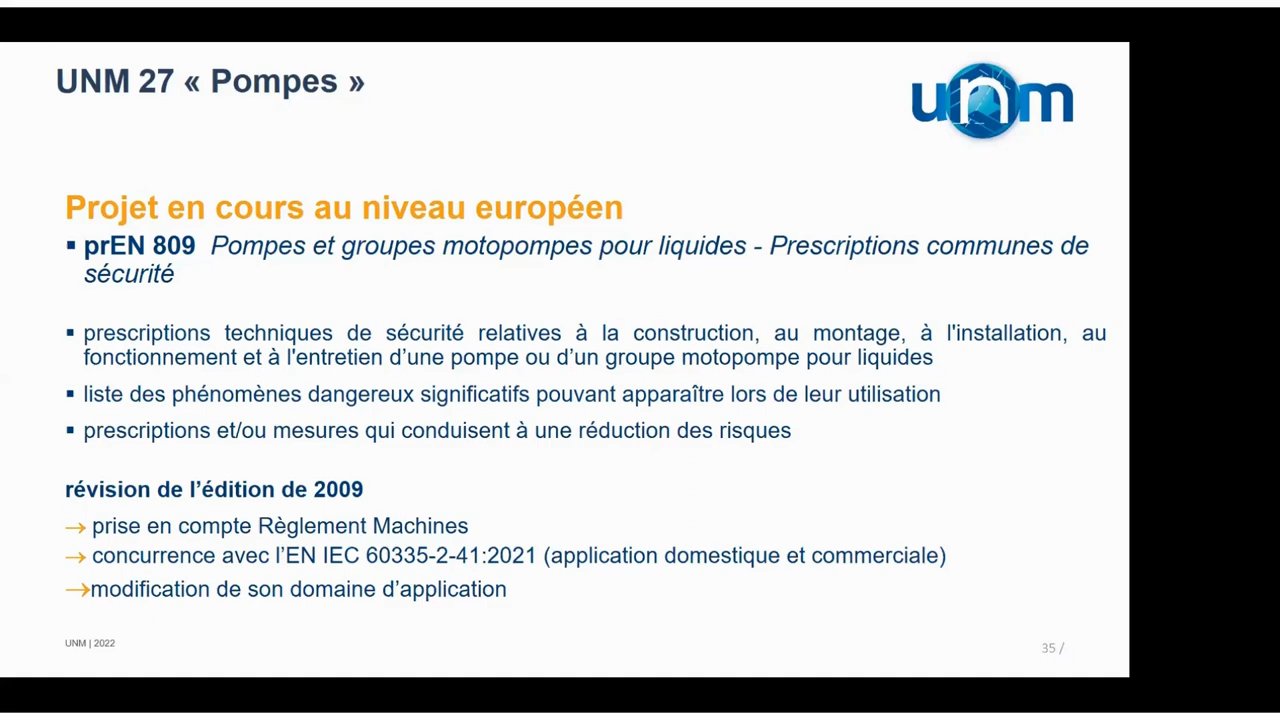 UNM 27 « Pompes »
unm
Projet en cours au niveau européen
▪ prEN 809 Pompes et groupes motopompes pour liquides - Prescriptions communes de
sécurité
▪ prescriptions techniques de sécurité relatives à la construction, au montage, à l'installation, au
fonctionnement et à l'entretien d’une pompe ou d’un groupe motopompe pour liquides
▪ liste des phénomènes dangereux significatifs pouvant apparaître lors de leur utilisation
▪ prescriptions et/ou mesures qui conduisent à une réduction des risques
révision de l’édition de 2009
→ prise en compte Règlement Machines
→ concurrence avec l’EN IEC 60335-2-41:2021 (application domestique et commerciale)
→modification de son domaine d’application
UNM | 2022
35 /